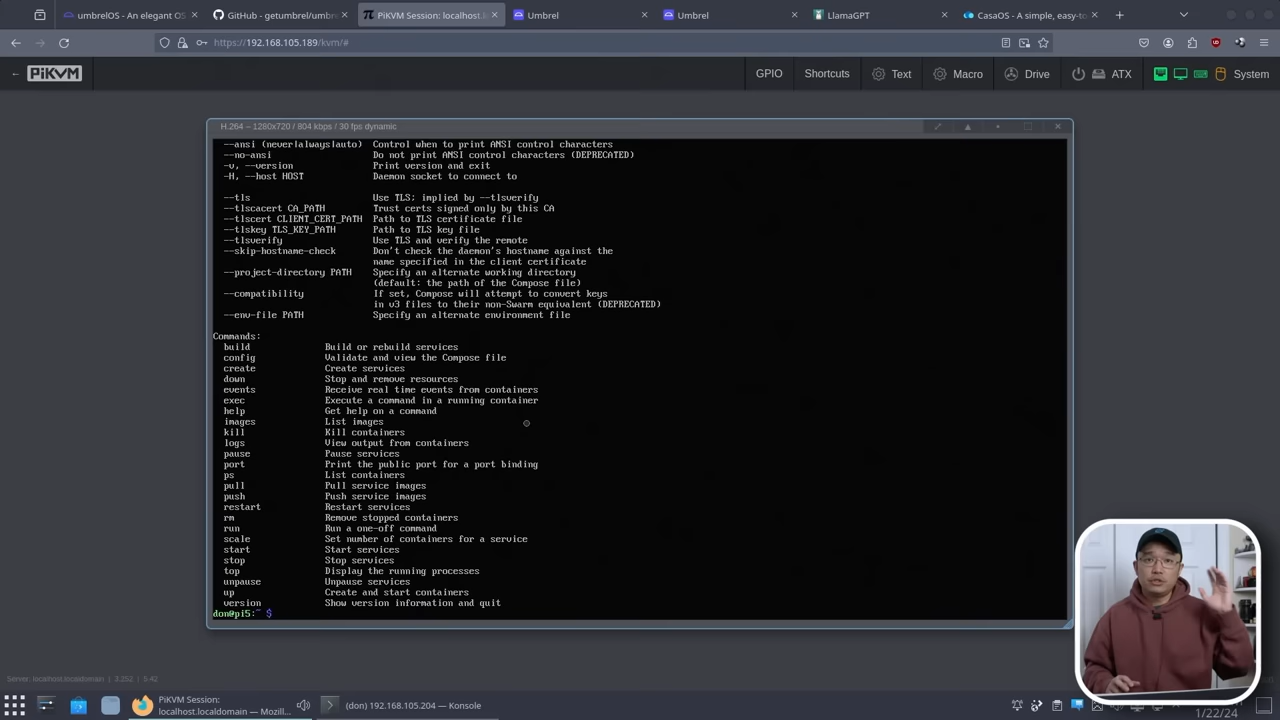 umbrelOS - An elegant OS
GitHub - getumbrel/umbre
PiKVM Session: localhost.lo
Umbrel
Umbrel
LlamaGPT
CasaOS - A simple, easy-to
https://192.168.105.189/kvm/#
PiKVM
GPIO
Shortcuts
Text
Macro
Drive
ATX
System
H.264 – 1280x720 / 804 kbps / 30 fps dynamic
--ansi (never|always|auto) Control when to print ANSI control characters
--no-ansi Do not print ANSI control characters (DEPRECATED)
-v, --version Print version and exit
-H, --host HOST Daemon socket to connect to
--tls Use TLS; implied by --tlsverify
--tlscacert CA_PATH Trust certs signed only by this CA
--tlscert CLIENT_CERT_PATH Path to TLS certificate file
--tlskey TLS_KEY_PATH Path to TLS key file
--tlsverify Use TLS and verify the remote
--skip-hostname-check Don't check the daemon's hostname against the
name specified in the client certificate
--project-directory PATH Specify an alternate working directory
(default: the path of the Compose file)
--compatibility If set, Compose will attempt to convert keys
in v3 files to their non-Swarm equivalent (DEPRECATED)
--env-file PATH Specify an alternate environment file
Commands:
build Build or rebuild services
config Validate and view the Compose file
create Create services
down Stop and remove resources
events Receive real time events from containers
exec Execute a command in a running container
help Get help on a command
images List images
kill Kill containers
logs View output from containers
pause Pause services
port Print the public port for a port binding
ps List containers
pull Pull service images
push Push service images
restart Restart services
rm Remove stopped containers
run Run a one-off command
scale Set number of containers for a service
start Start services
stop Stop services
top Display the running processes
unpause Unpause services
up Create and start containers
version Show version information and quit
don@pi5:~ $
Server: localhost.localdomain | 3.252 | 5.42
PiKVM Session:
localhost.localdomain — Mozill...
(don) 192.168.105.204 — Konsole
1/22/24